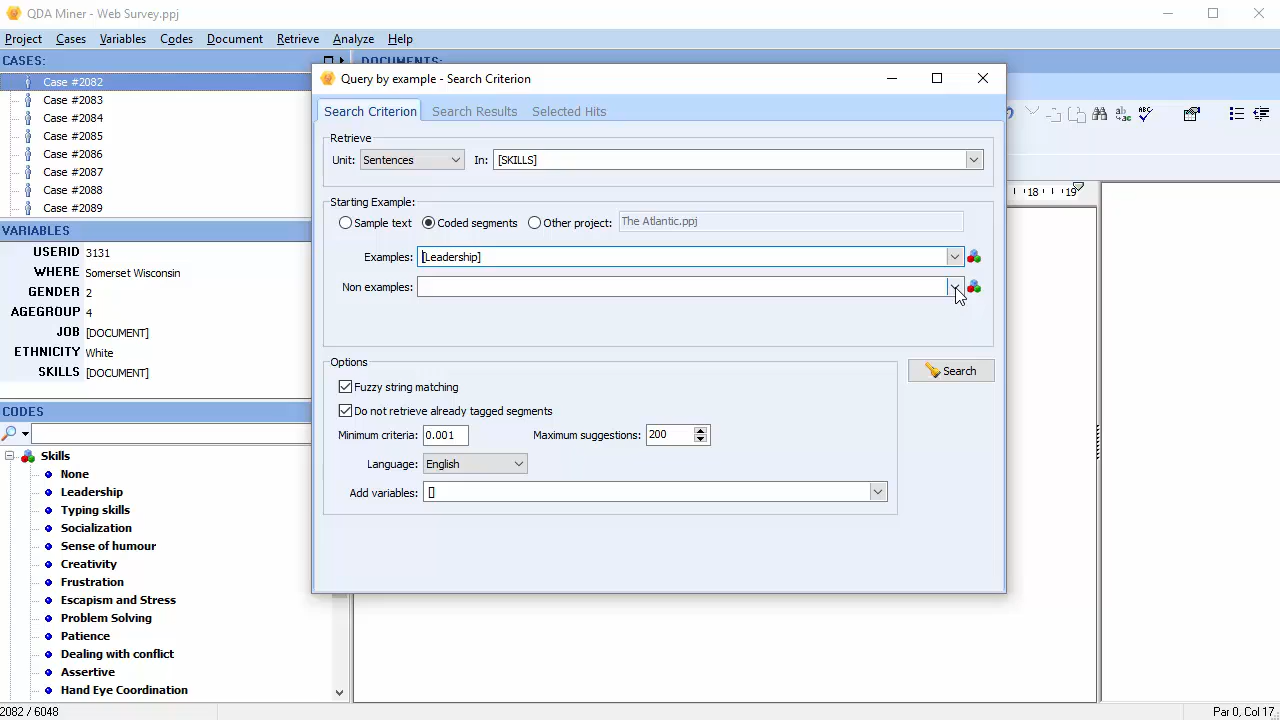 QDA Miner - Web Survey.ppj
Project Cases Variables Codes Document Retrieve Analyze Help
CASES:
Case #2082
Case #2083
Case #2084
Case #2085
Case #2086
Case #2087
Case #2088
Case #2089
VARIABLES
USERID 3131
WHERE Somerset Wisconsin
GENDER 2
AGEGROUP 4
JOB [DOCUMENT]
ETHNICITY White
SKILLS [DOCUMENT]
CODES
Skills
None
Leadership
Typing skills
Socialization
Sense of humour
Creativity
Frustration
Escapism and Stress
Problem Solving
Patience
Dealing with conflict
Assertive
Hand Eye Coordination
2082 / 6048
DOCUMENTS:
Query by example - Search Criterion
Search Criterion Search Results Selected Hits
Retrieve
Unit: Sentences In: [SKILLS]
Starting Example:
Sample text Coded segments Other project: The Atlantic.ppj
Examples: [Leadership]
Non examples:
Options
Search
Fuzzy string matching
Do not retrieve already tagged segments
Minimum criteria: 0.001 Maximum suggestions: 200
Language: English
Add variables: []
18 19
Par 0, Col 17